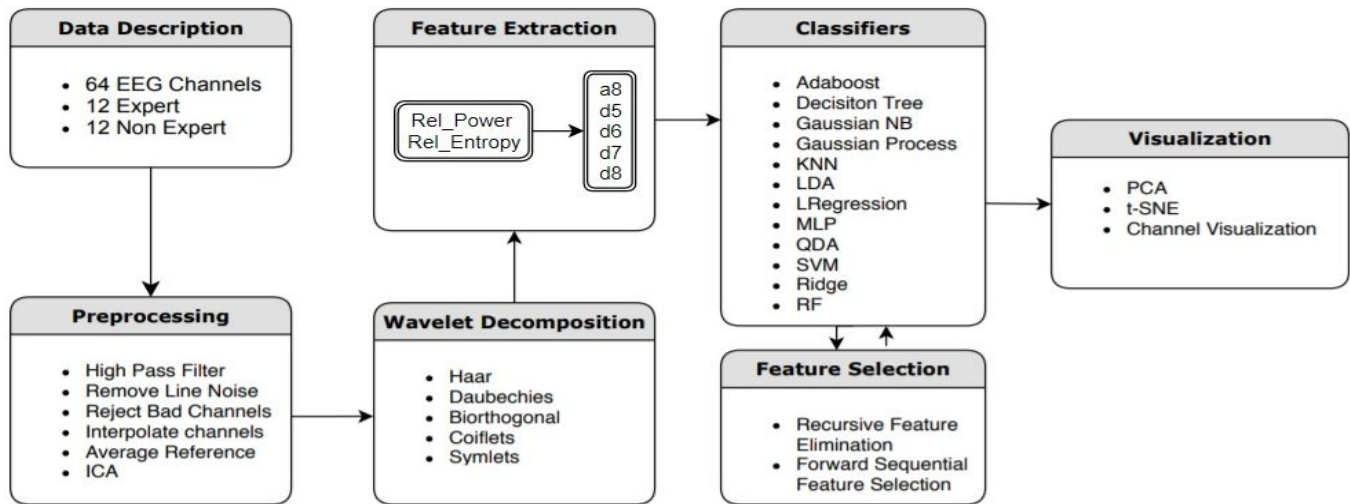 Data Description
64 EEG Channels
12 Expert
12 Non Expert
Preprocessing
High Pass Filter
Remove Line Noise
Reject Bad Channels
Interpolate channels
Average Reference
ICA
Wavelet Decomposition
Haar
Daubechies
Biorthogonal
Coiflets
Symlets
Feature Extraction
Rel_Power
Rel_Entropy
a8
d5
d6
d7
d8
Classifiers
Adaboost
Decisiton Tree
Gaussian NB
Gaussian Process
KNN
LDA
LRegression
MLP
QDA
SVM
Ridge
RF
Feature Selection
Recursive Feature
Elimination
Forward Sequential
Feature Selection
Visualization
PCA
t-SNE
Channel Visualization